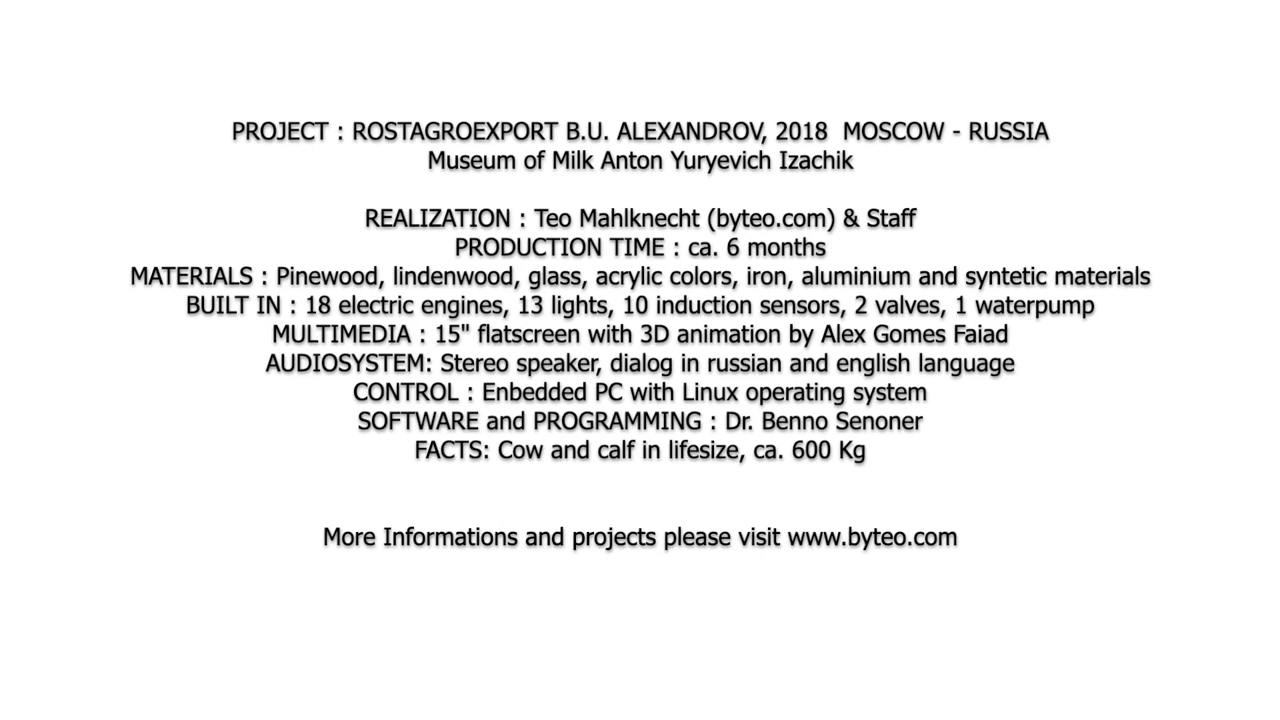 PROJECT : ROSTAGROEXPORT B.U. ALEXANDROV, 2018 MOSCOW - RUSSIA
Museum of Milk Anton Yuryevich Izachik
REALIZATION : Teo Mahlknecht (byteo.com) & Staff
PRODUCTION TIME : ca. 6 months
MATERIALS : Pinewood, lindenwood, glass, acrylic colors, iron, aluminium and syntetic materials
BUILT IN : 18 electric engines, 13 lights, 10 induction sensors, 2 valves, 1 waterpump
MULTIMEDIA : 15" flatscreen with 3D animation by Alex Gomes Faiad
AUDIOSYSTEM: Stereo speaker, dialog in russian and english language
CONTROL : Enbedded PC with Linux operating system
SOFTWARE and PROGRAMMING : Dr. Benno Senoner
FACTS: Cow and calf in lifesize, ca. 600 Kg
More Informations and projects please visit www.byteo.com